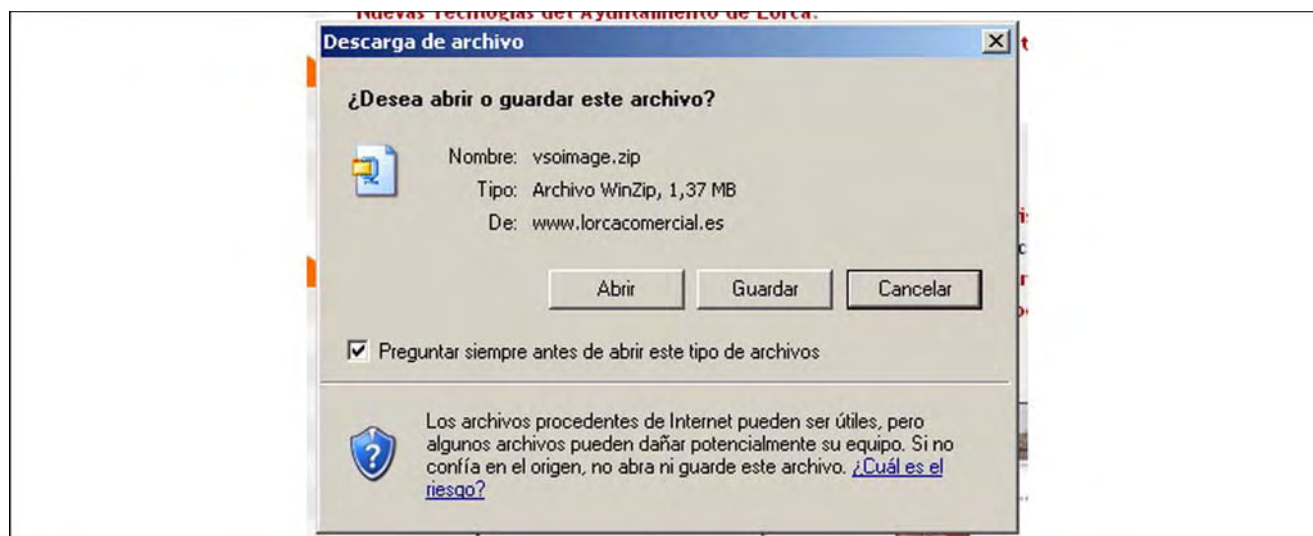 Nuevas Tecnologías del Ayuntamiento de Lorca.
Descarga de archivo
¿Desea abrir o guardar este archivo?
Nombre: vsoimage.zip
Tipo: Archivo WinZip, 1,37 MB
De: www.lorcacomercial.es
Abrir Guardar Cancelar
Preguntar siempre antes de abrir este tipo de archivos
Los archivos procedentes de Internet pueden ser útiles, pero
algunos archivos pueden dañar potencialmente su equipo. Si no
confía en el origen, no abra ni guarde este archivo. ¿Cuál es el
riesgo?